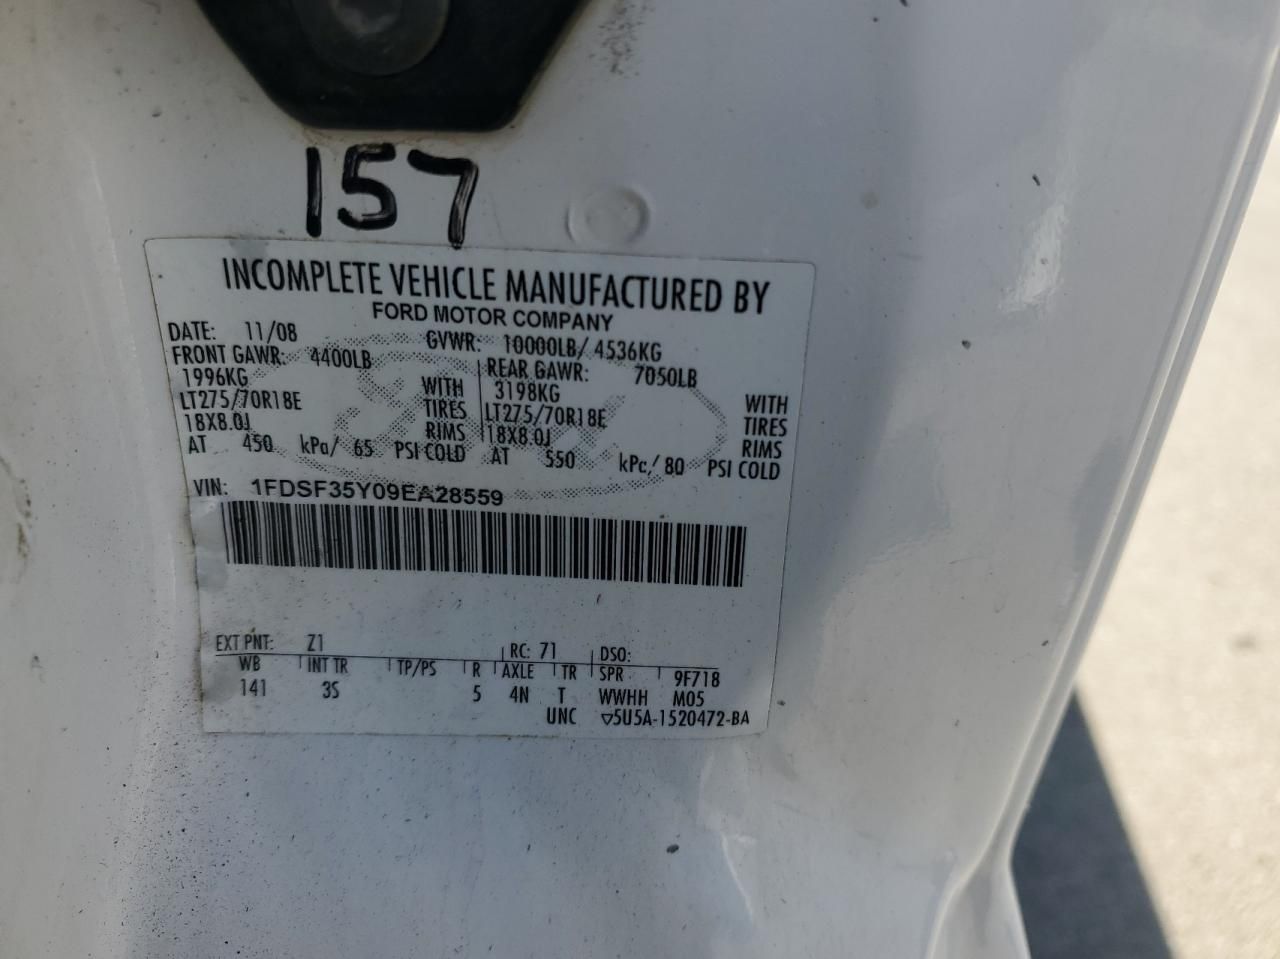 157
INCOMPLETE VEHICLE MANUFACTURED BY
FORD MOTOR COMPANY
DATE: 11/08 GVWR: 10000LB/ 4536KG
FRONT GAWR: 4400LB REAR GAWR: 7050LB
1996KG WITH 3198KG WITH
LT275/70R18E TIRES LT275/70R18E TIRES
18X8.0J RIMS 18X8.0J RIMS
AT 450 kPa/ 65 PSI COLD AT 550 kPa/ 80 PSI COLD
VIN: 1FDSF35Y09EA28559
EXT PNT: Z1 RC: 71 DSO:
WB INT TR TP/PS R AXLE TR SPR 9F718
141 3S 5 4N T WWHH M05
UNC ▽5U5A-1520472-BA